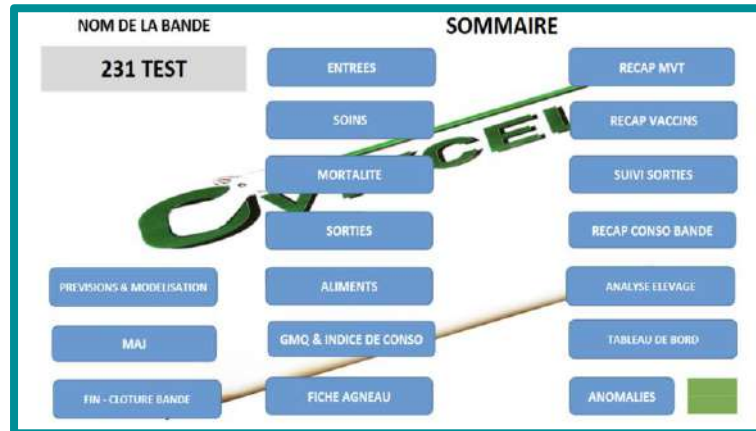 NOM DE LA BANDE
SOMMAIRE
231 TEST
ENTREES
RECAP MVT
SOINS
RECAP VACCINS
MORTALITE
SUIVI SORTIES
SORTIES
RECAP CONSO BANDE
PREVISIONS & MODELISATION
ALIMENTS
ANALYSE ELEVAGE
MAJ
GMQ & INDICE DE CONSO
TABLEAU DE BORD
FIN - CLOTURE BANDE
FICHE AGNEAU
ANOMALIES